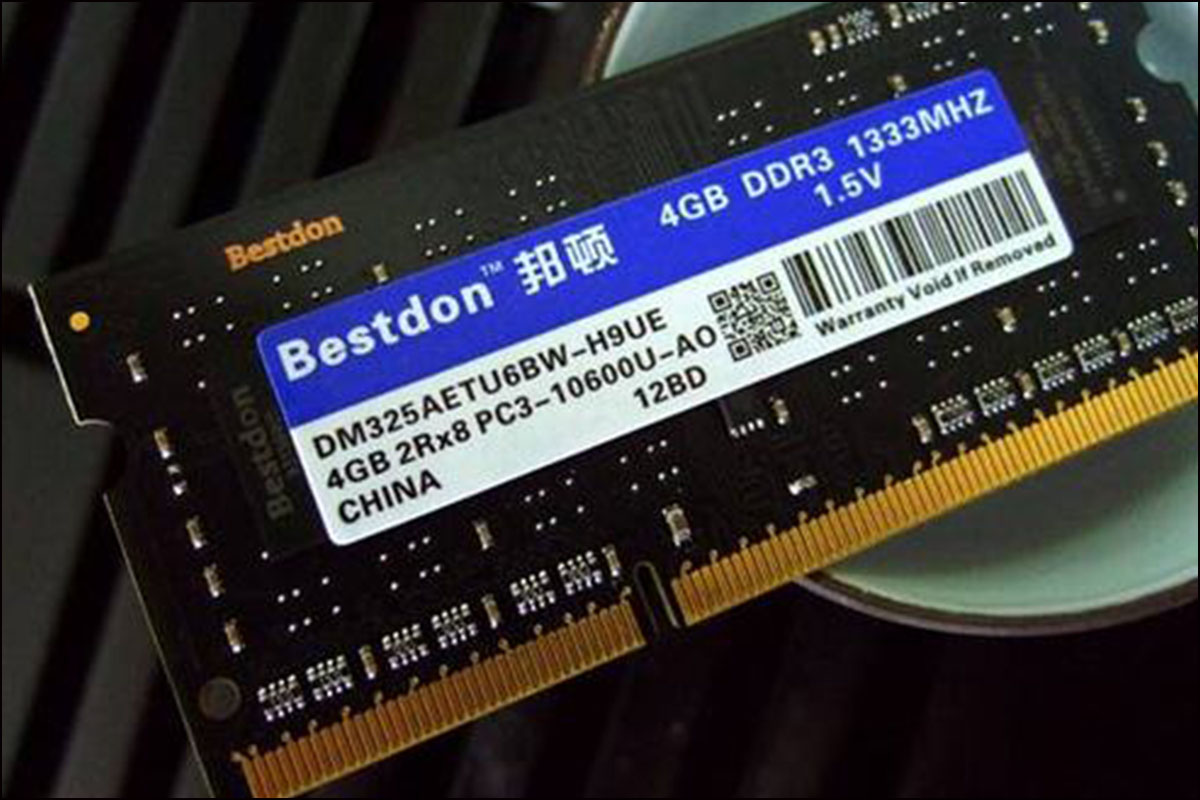 Bestdon
Bestdon™ 邦顿
4GB DDR3 1333MHZ
1.5V
DM325AETU6BW-H9UE
4GB 2Rx8 PC3-10600U-AO
12BD
CHINA
Warranty Void If Removed
Bestdon